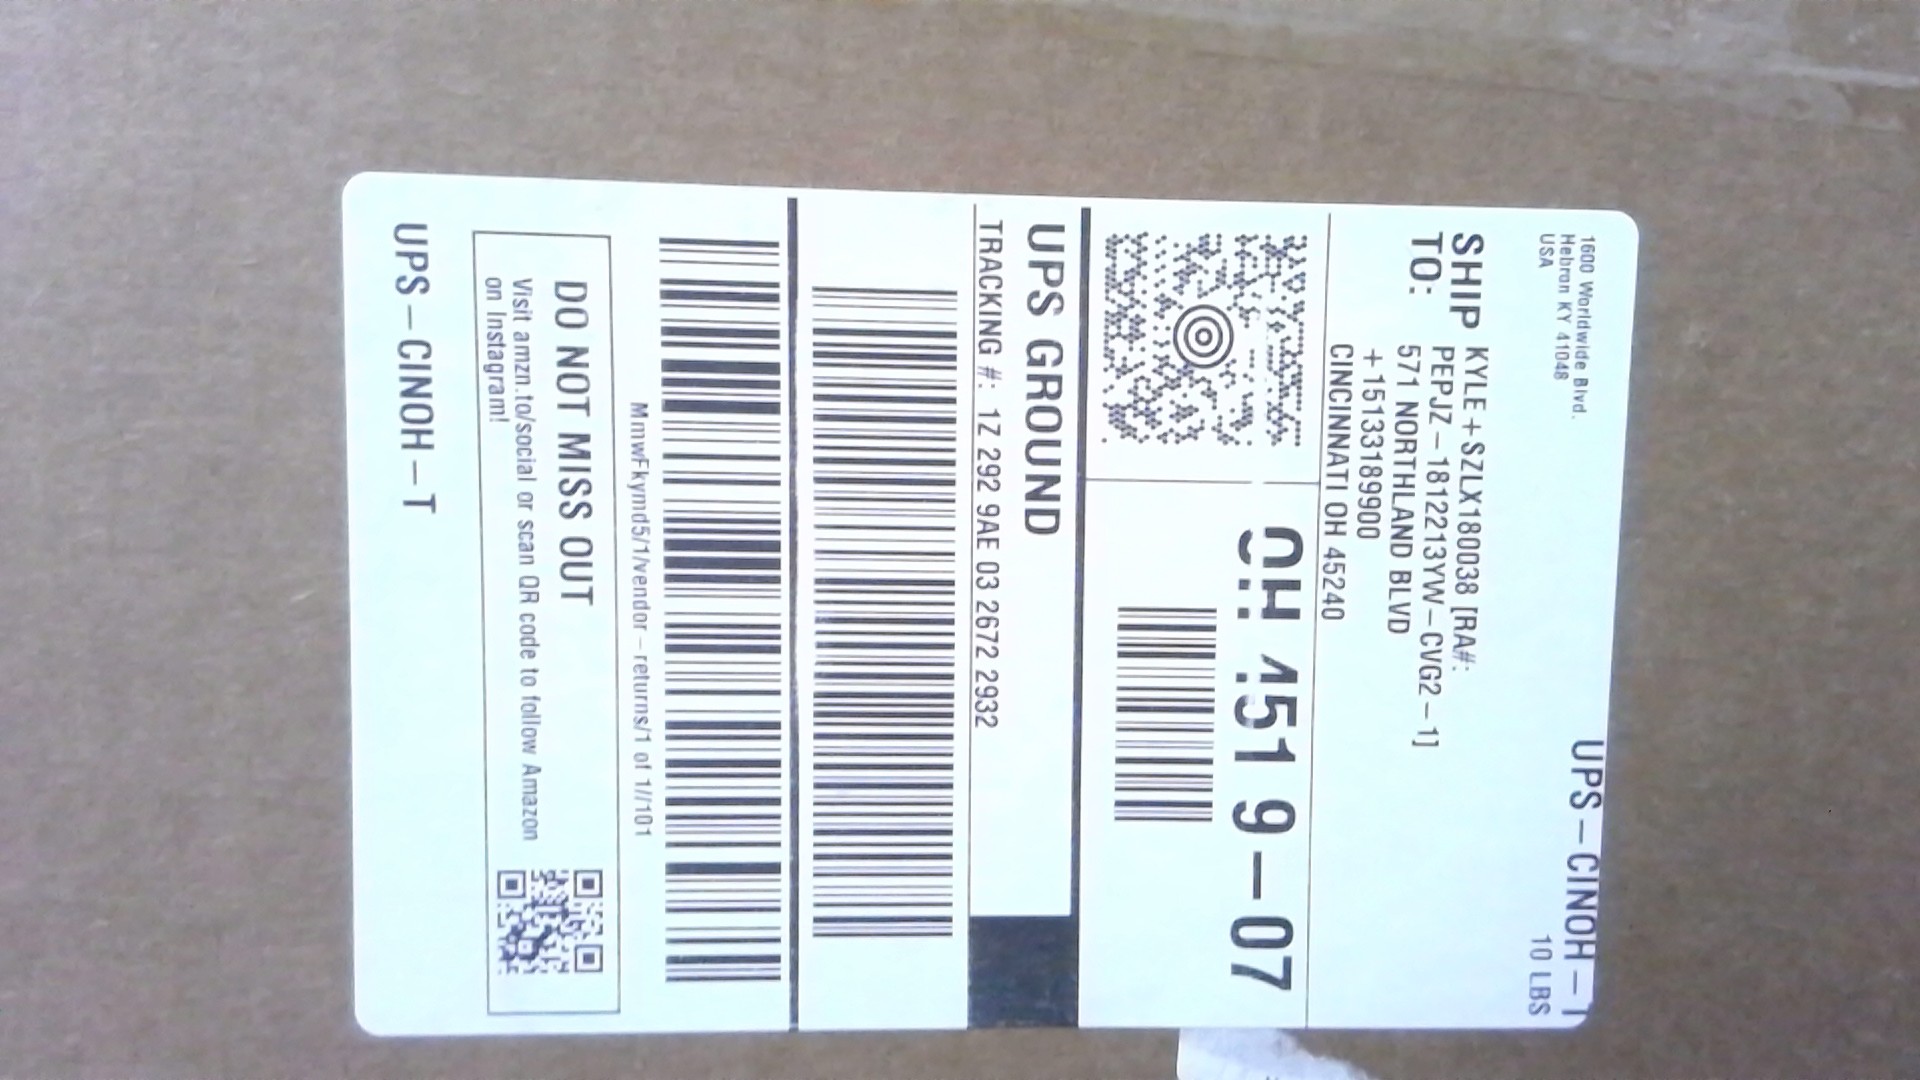 1600 Worldwide Blvd.
Hebron KY 41048
USA
UPS-CINOH-T
10 LBS
SHIP
TO:
KYLE+SZLX180038 [RA#:
PEPJZ-1812213YW-CVG2-1]
571 NORTHLAND BLVD
+15133189900
CINCINNATI OH 45240
OH 451 9-07
UPS GROUND
TRACKING #: 1Z 292 9AE 03 2672 2932
MmwFkymd5/1/vendor-returns/1 of 1//101
DO NOT MISS OUT
Visit amzn.to/social or scan QR code to follow Amazon
on Instagram!
UPS-CINOH-T